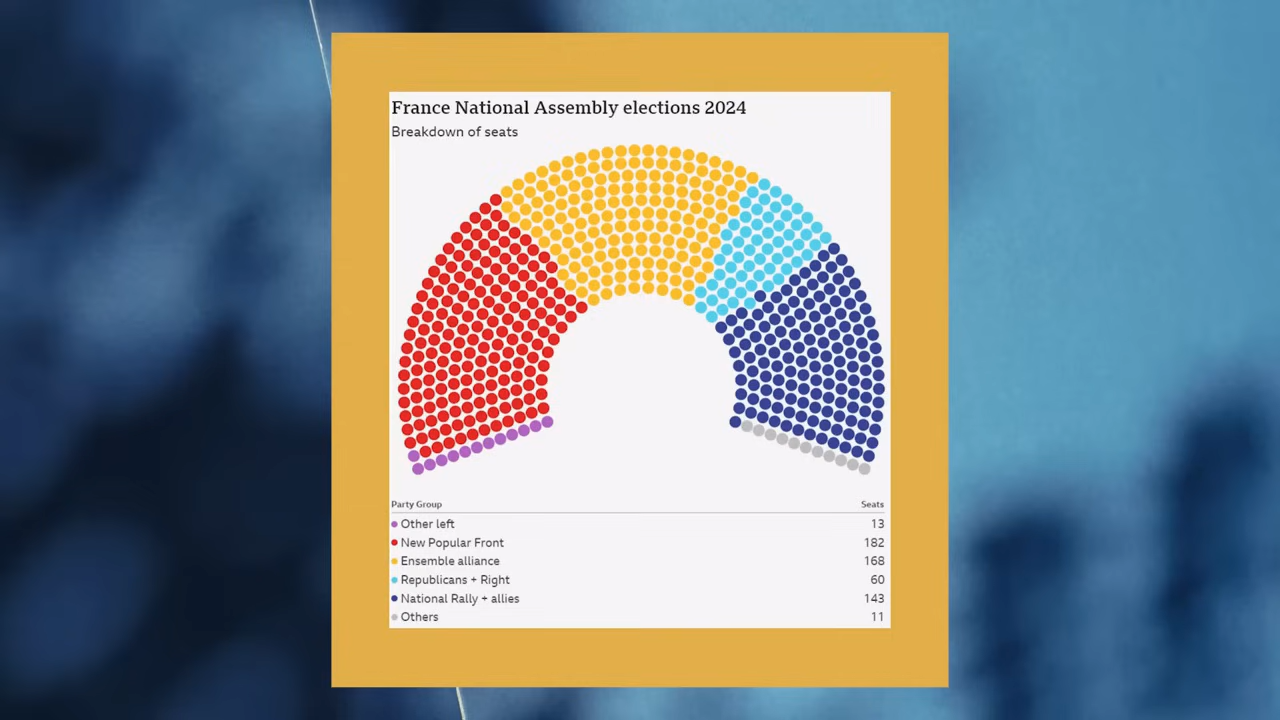 France National Assembly elections 2024
Breakdown of seats
Party Group Seats
Other left 13
New Popular Front 182
Ensemble alliance 168
Republicans + Right 60
National Rally + allies 143
Others 11